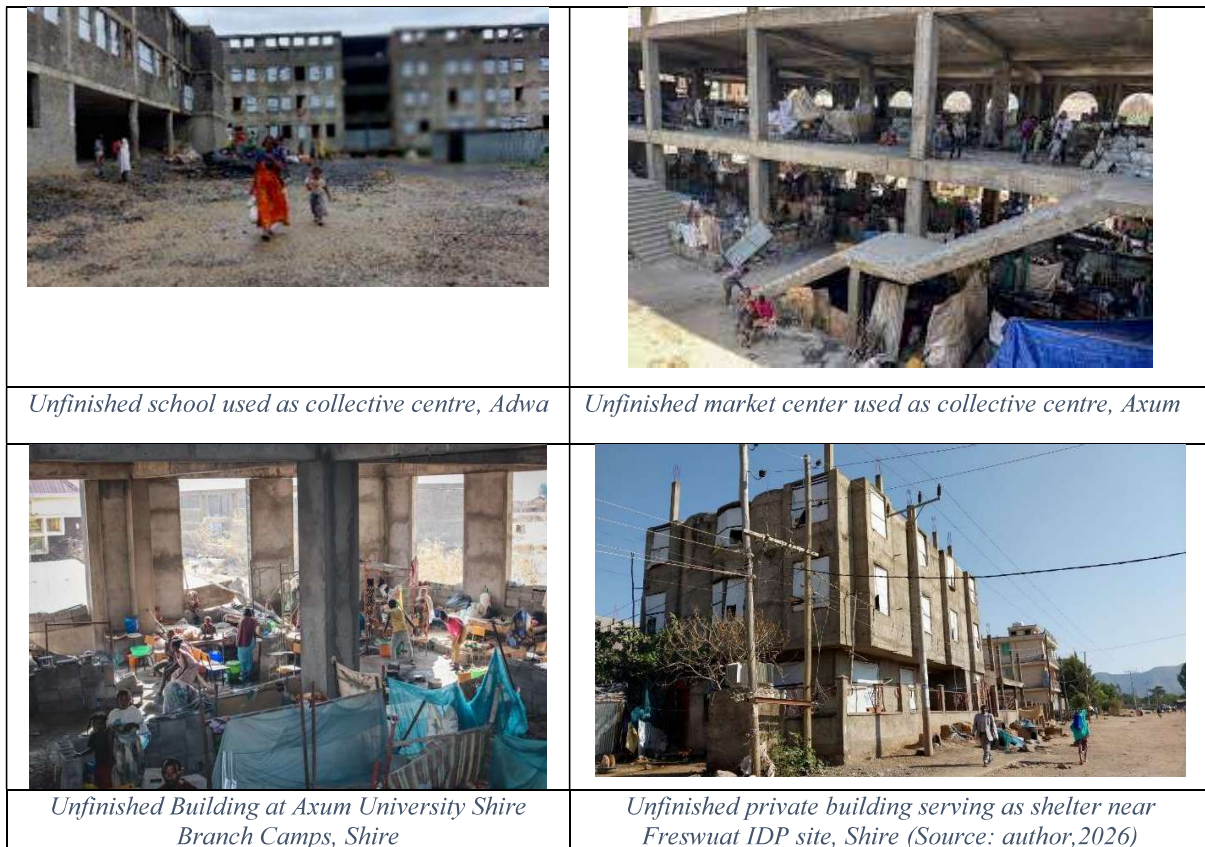 Unfinished school used as collective centre, Adwa
Unfinished market center used as collective centre, Axum
Unfinished Building at Axum University Shire
Branch Camps, Shire
Unfinished private building serving as shelter near
Freswuat IDP site, Shire (Source: author,2026)